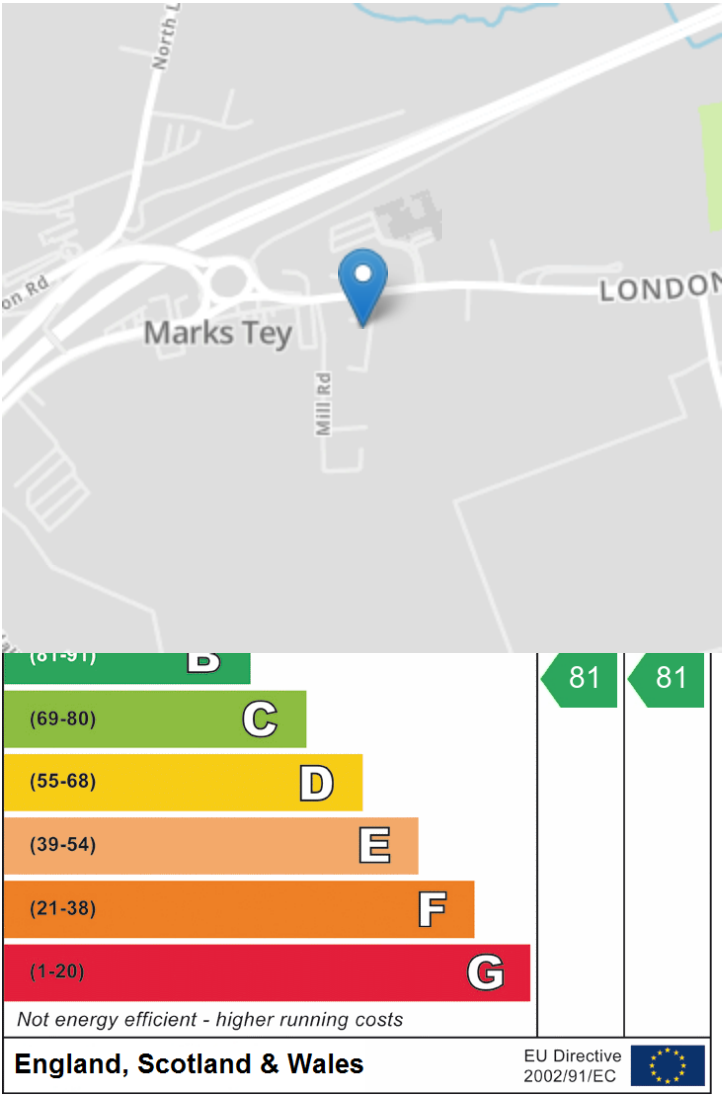 North L
on Rd
LONDON
Marks Tey
Mill Rd
(81-91) B
81 81
(69-80) C
(55-68) D
(39-54) E
(21-38) F
(1-20) G
Not energy efficient - higher running costs
England, Scotland & Wales
EU Directive
2002/91/EC